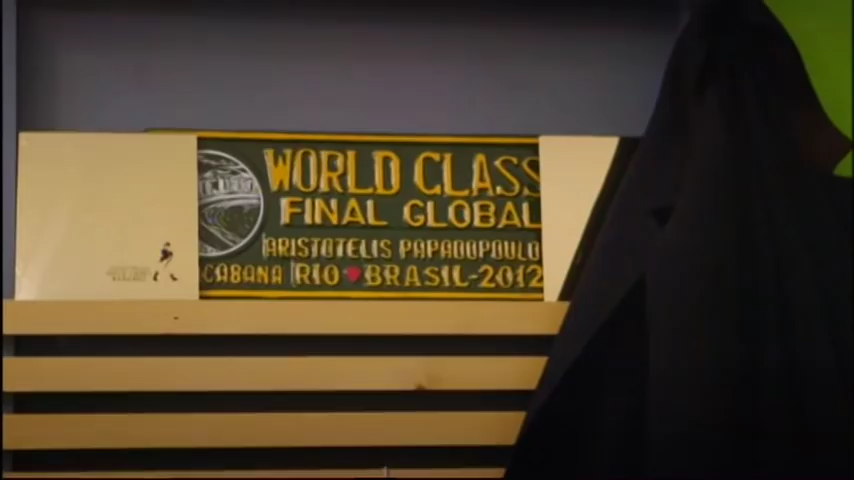 WORLD CLASS
FINAL GLOBAL
ARISTOTELIS PAPADOPOULO
CABANA RIO BRASIL-2012